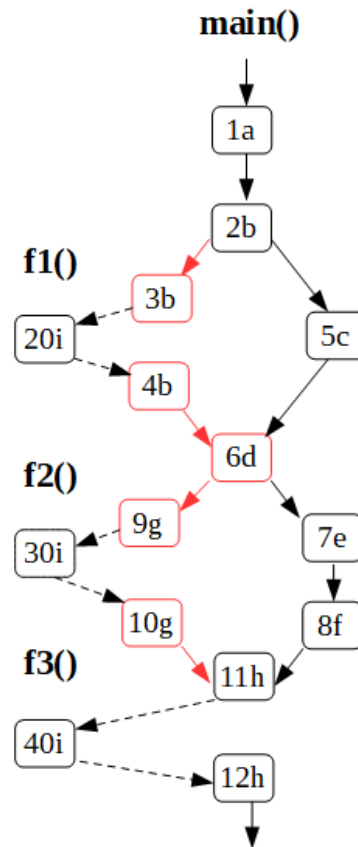 main()
1a
2b
f1()
3b
20i
5c
4b
6d
f2()
9g
7e
30i
10g
8f
f3()
11h
40i
12h